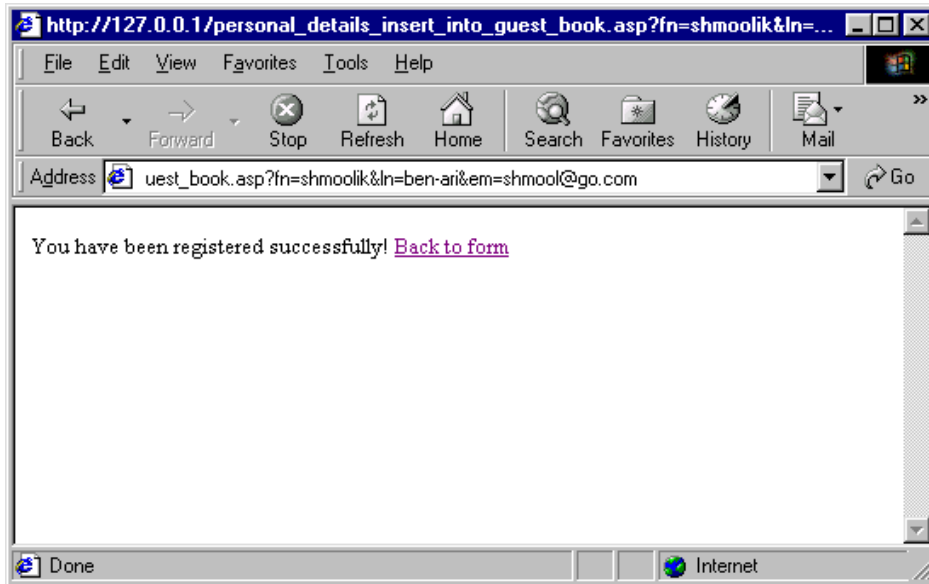 http://127.0.0.1/personal_details_insert_into_guest_book.asp?fn=shmoolik&ln=...
File Edit View Favorites Tools Help
Back Forward Stop Refresh Home Search Favorites History Mail »
Address uest_book.asp?fn=shmoolik&ln=ben-ari&em=shmool@go.com Go
You have been registered successfully! Back to form
Done Internet